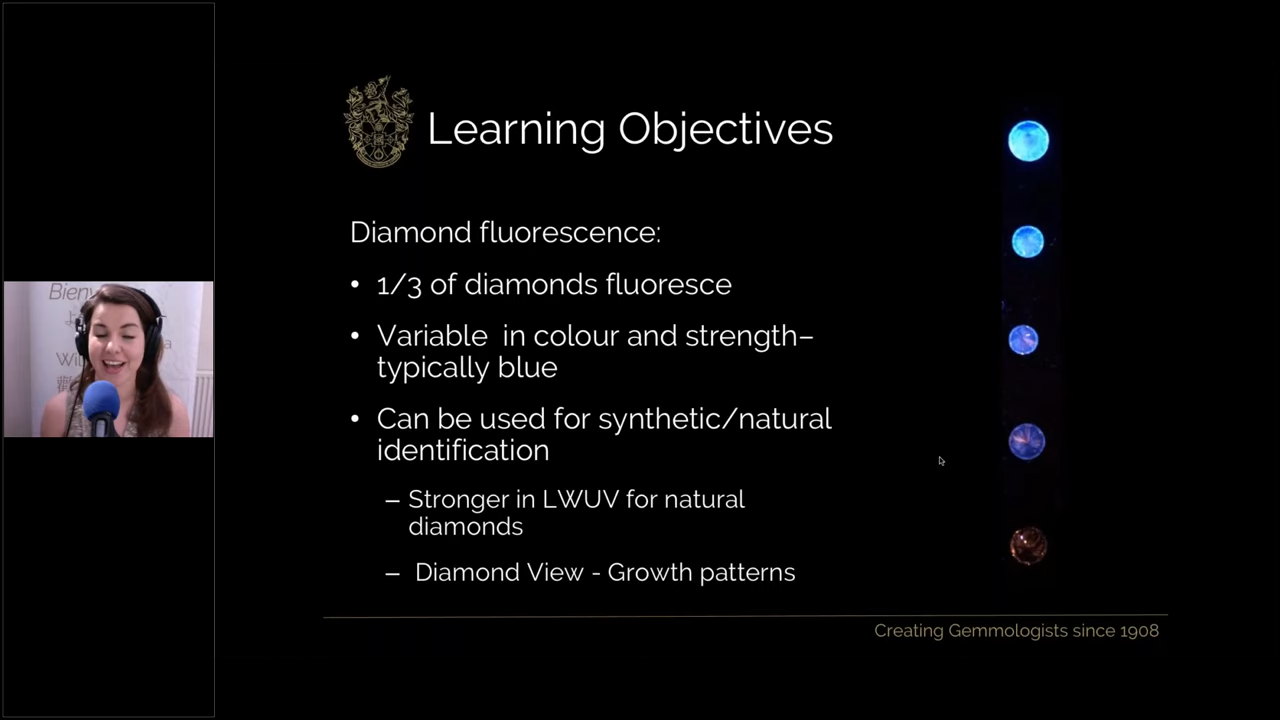 Learning Objectives
Diamond fluorescence:
• 1/3 of diamonds fluoresce
• Variable in colour and strength–
typically blue
• Can be used for synthetic/natural
identification
– Stronger in LWUV for natural
diamonds
– Diamond View - Growth patterns
Creating Gemmologists since 1908